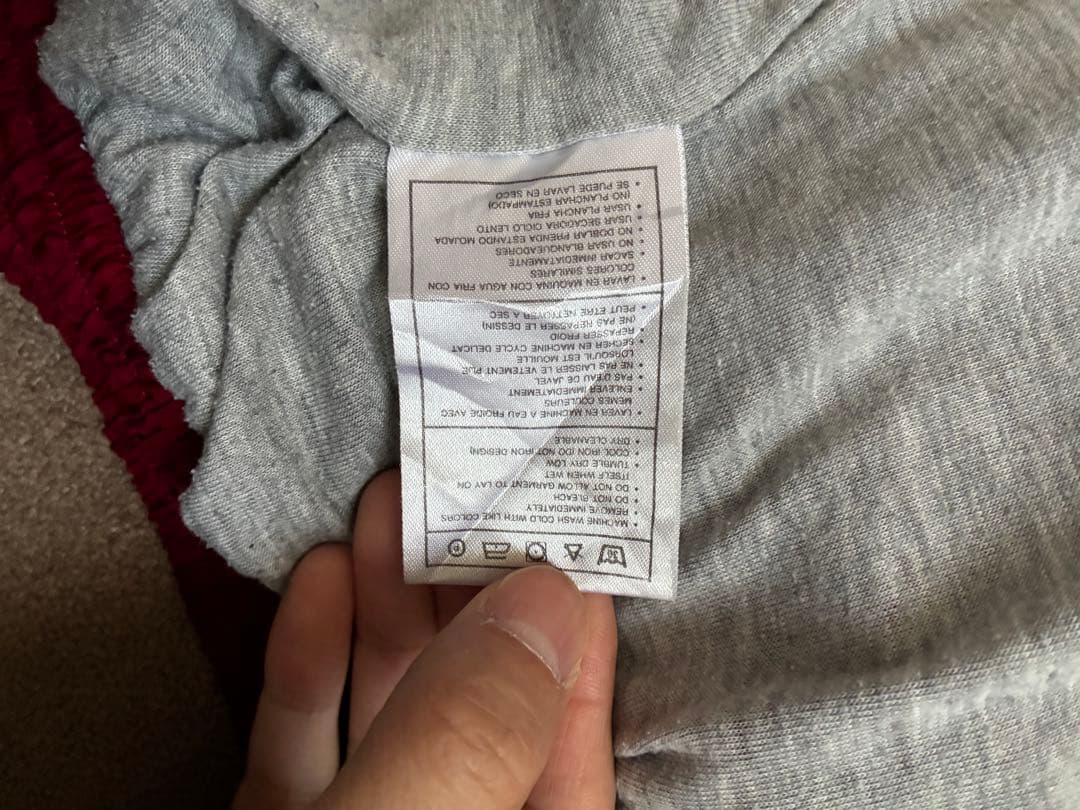 30 P
• MACHINE WASH COLD WITH LIKE COLORS
• REMOVE IMMEDIATELY
• DO NOT BLEACH
• DO NOT ALLOW GARMENT TO LAY ON
ITSELF WHEN WET
• TUMBLE DRY LOW
• COOL IRON (DO NOT IRON DESIGN)
• DRY CLEANABLE
• LAVER EN MACHINE A EAU FROIDE AVEC
MEMES COULEURS
• ENLEVER IMMEDIATEMENT
• PAS D'EAU DE JAVEL
• NE PAS LAISSER LE VETEMENT PLIE
LORSQU'IL EST MOUILLE
• SECHER EN MACHINE CYCLE DELICAT
• REPASSER FROID
(NE PAS REPASSER LE DESSIN)
• PEUT ETRE NETTOYER A SEC
• LAVAR EN MAQUINA CON AGUA FRIA CON
COLORES SIMILARES
• SACAR IMMEDIATAMENTE
• NO USAR BLANQUEADORES
• NO DOBLAR PRENDA ESTANDO MOJADA
• USAR SECADORA CICLO LENTO
• USAR PLANCHA FRIA
(NO PLANCHAR ESTAMPADO)
• SE PUEDE LAVAR EN SECO